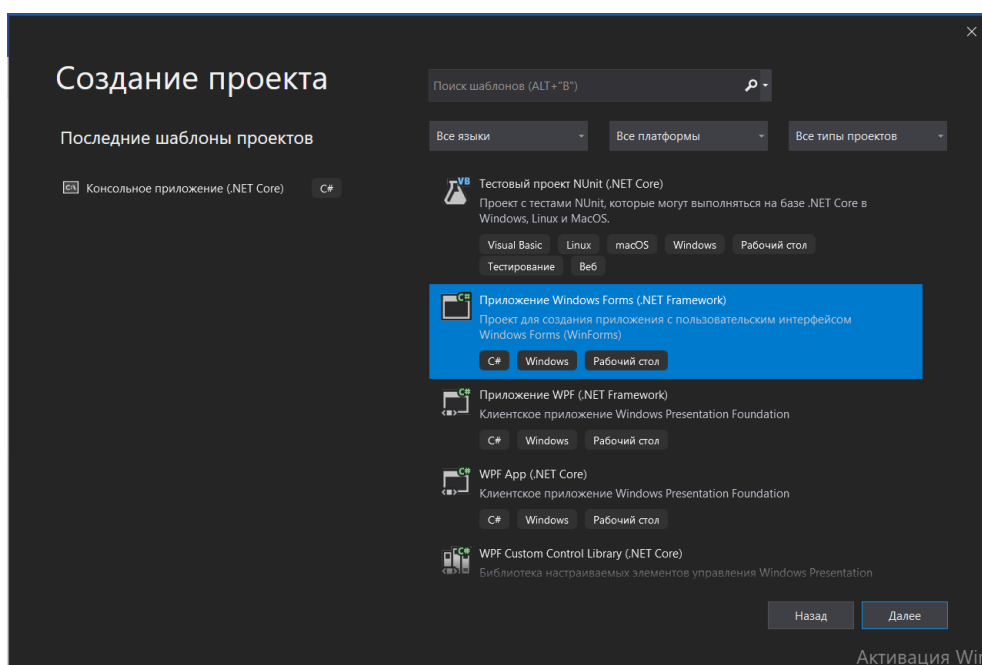 Создание проекта
Последние шаблоны проектов
C:\ Консольное приложение (.NET Core) C#
Поиск шаблонов (ALT+"B")
Все языки Все платформы Все типы проектов
VB
Тестовый проект NUnit (.NET Core)
Проект с тестами NUnit, которые могут выполняться на базе .NET Core в
Windows, Linux и MacOS.
Visual Basic Linux macOS Windows Рабочий стол
Тестирование Веб
C#
Приложение Windows Forms (.NET Framework)
Проект для создания приложения с пользовательским интерфейсом
Windows Forms (WinForms)
C# Windows Рабочий стол
C#
Приложение WPF (.NET Framework)
Клиентское приложение Windows Presentation Foundation
C# Windows Рабочий стол
C#
WPF App (.NET Core)
Клиентское приложение Windows Presentation Foundation
C# Windows Рабочий стол
C#
WPF Custom Control Library (.NET Core)
Библиотека настраиваемых элементов управления Windows Presentation
Назад Далее
Активация Win